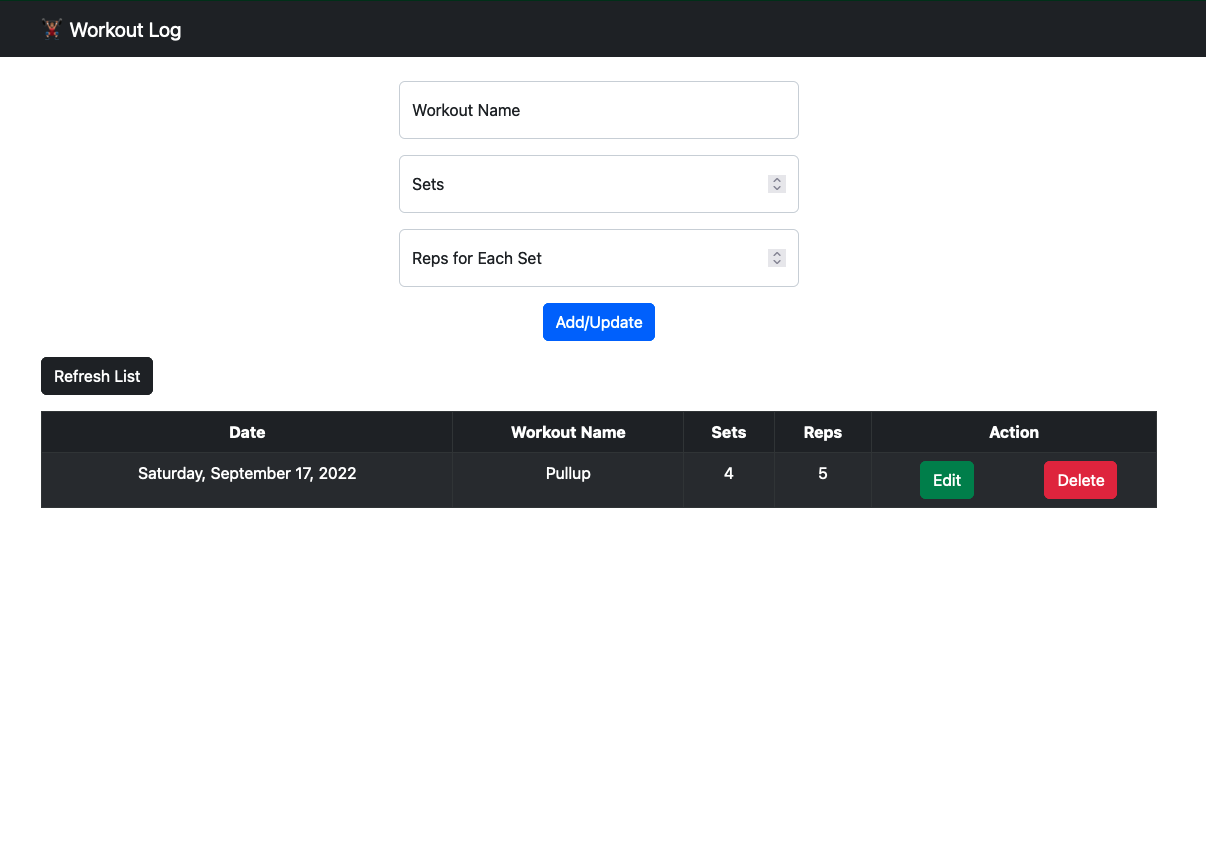 Workout Log
Workout Name
Sets
Reps for Each Set
Add/Update
Refresh List
Date Workout Name Sets Reps Action
Saturday, September 17, 2022 Pullup 4 5 Edit Delete